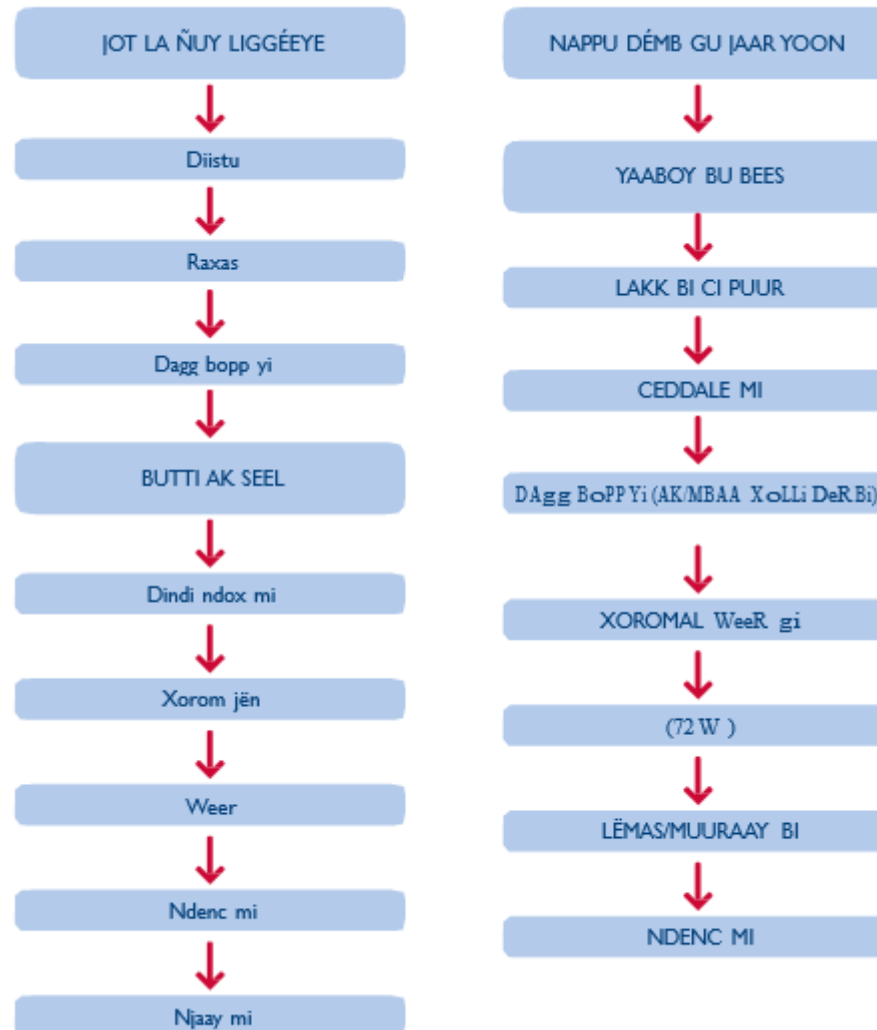 JOT LA ÑUY LIGGÉEYE
Diistu
Raxas
Dagg bopp yi
BUTTI AK SEEL
Dindi ndox mi
Xorom jën
Weer
Ndenc mi
Njaay mi
NAPPU DÉMB GU JAAR YOON
YAABOY BU BEES
LAKK BI CI PUUR
CEDDALE MI
DAgg BoPP Yi (AK/MBAA XoLLi DeR Bi)
XOROMAL WeeR gi
(72 W )
LËMAS/MUURAAY BI
NDENC MI